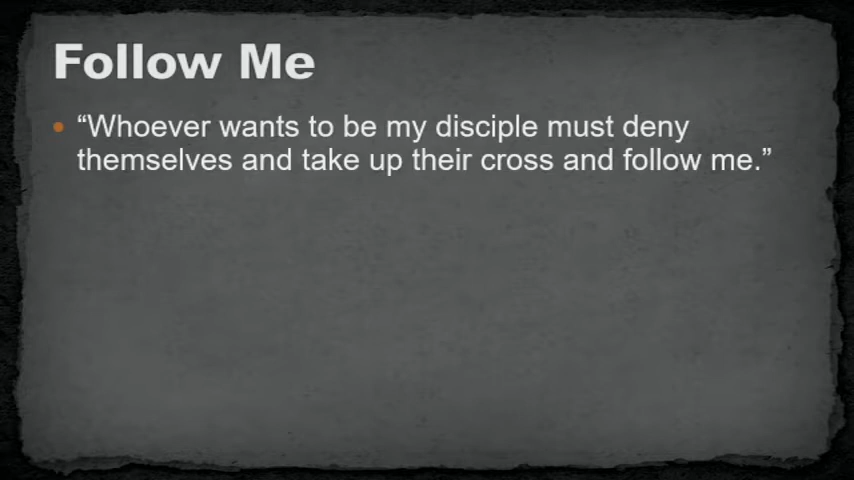 Follow Me
“Whoever wants to be my disciple must deny
themselves and take up their cross and follow me.”